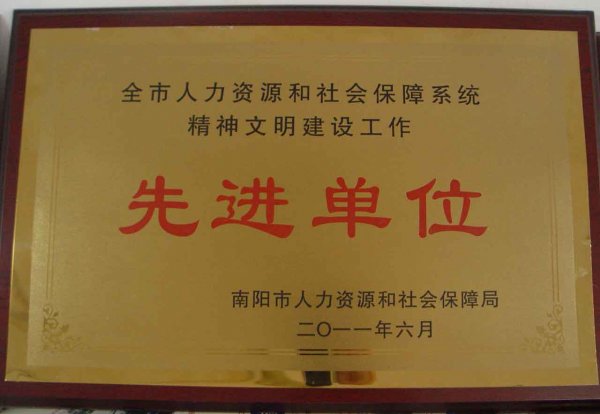 全市人力资源和社会保障系统
精神文明建设工作
先进单位
南阳市人力资源和社会保障局
二〇一一年六月